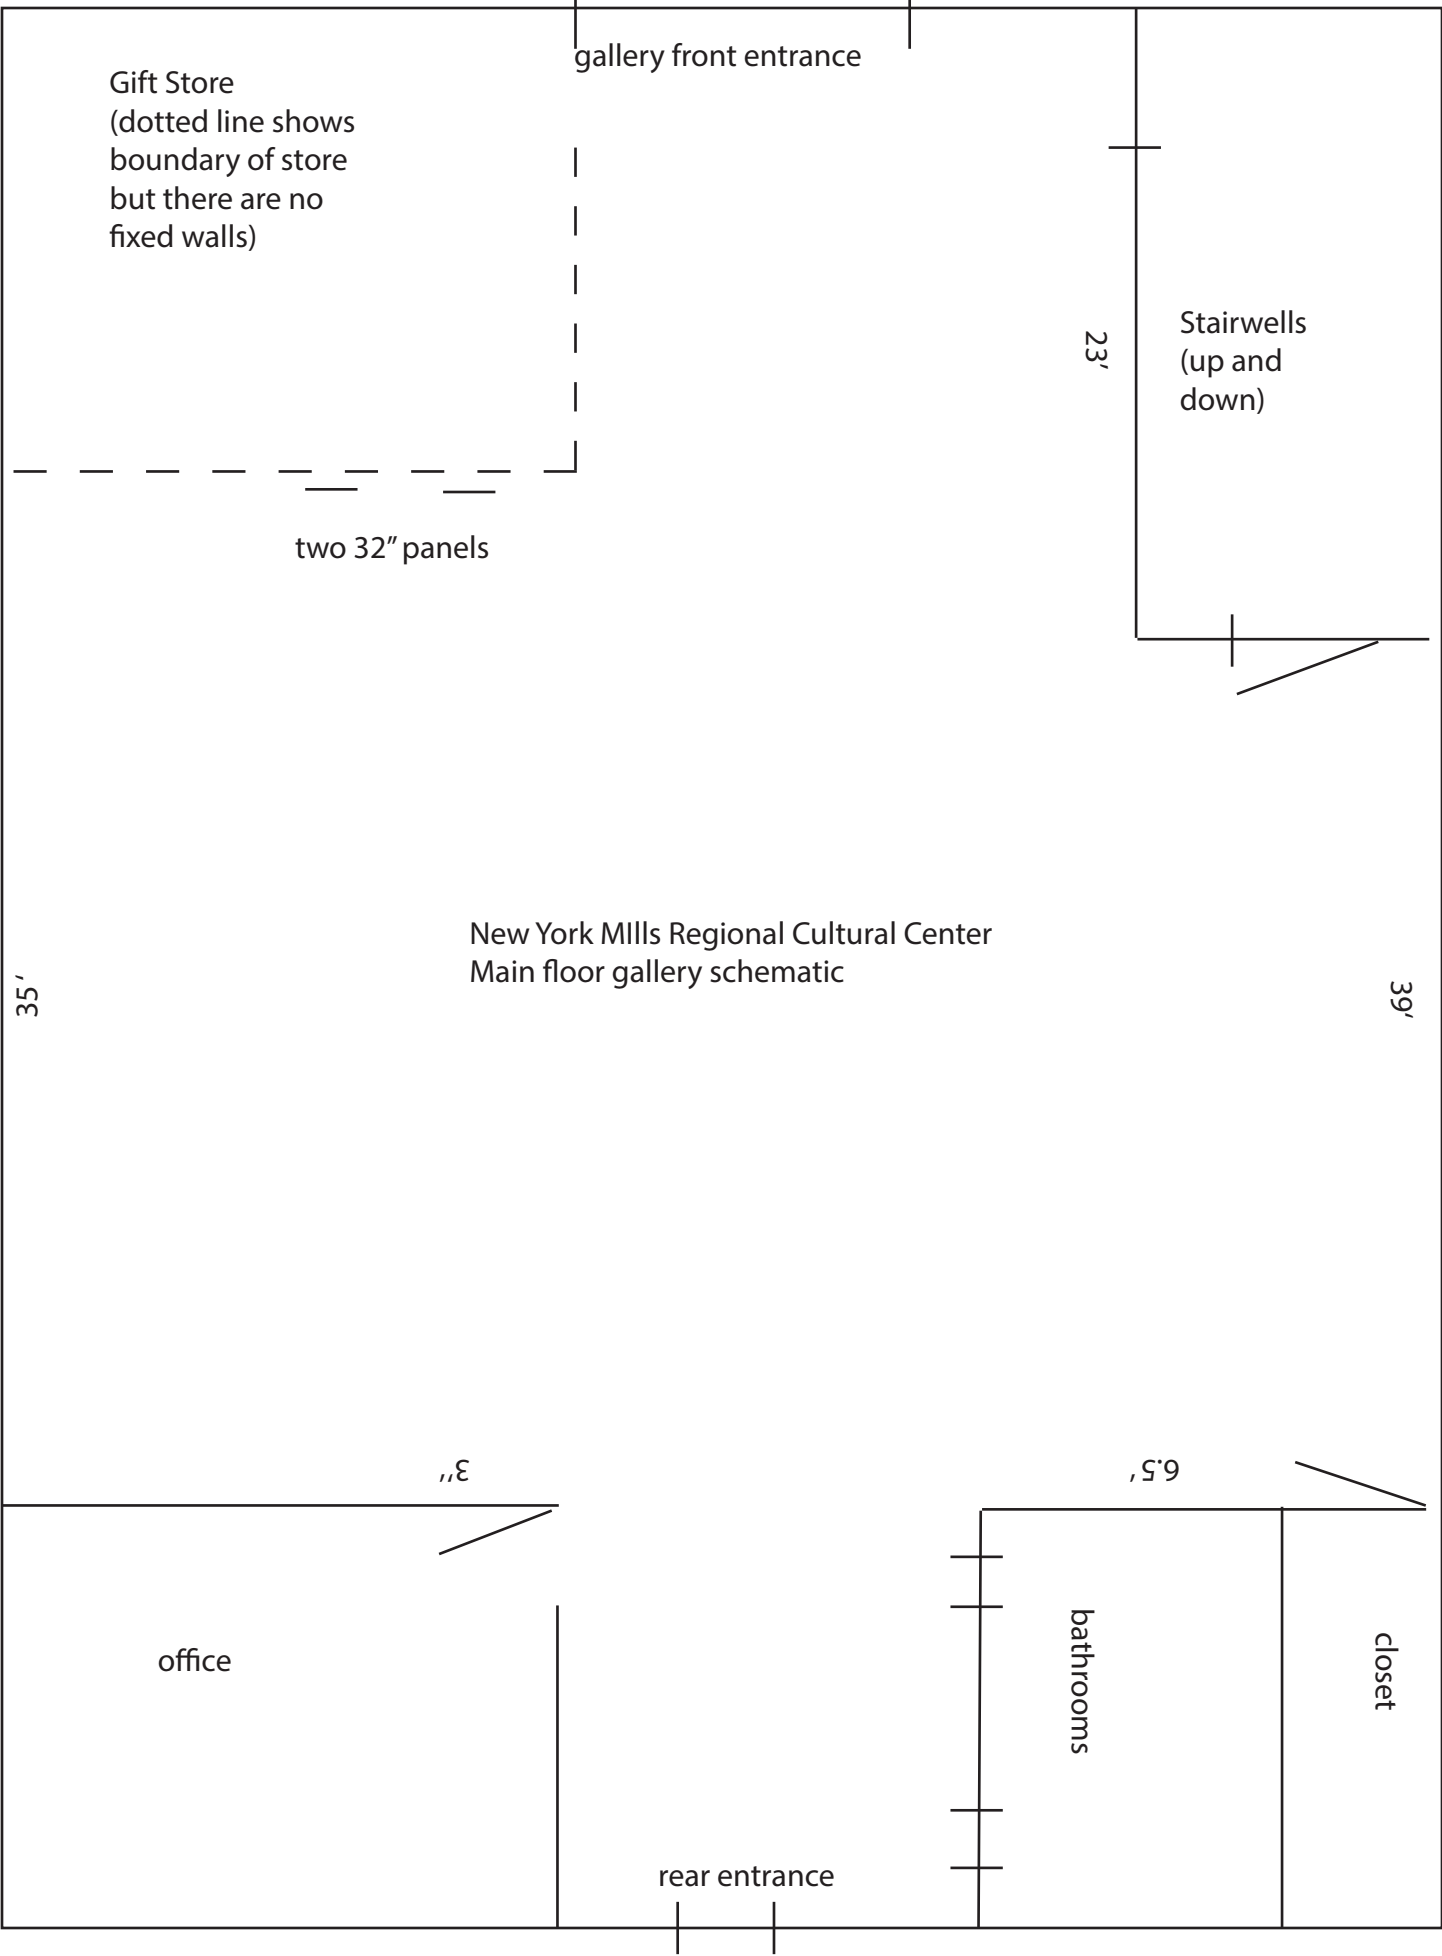 gallery front entrance
Gift Store
(dotted line shows
boundary of store
but there are no
fixed walls)
Stairwells
(up and
down)
23'
two 32" panels
New York MIlls Regional Cultural Center
Main floor gallery schematic
35'
39'
3''
6.5'
office
bathrooms
closet
rear entrance